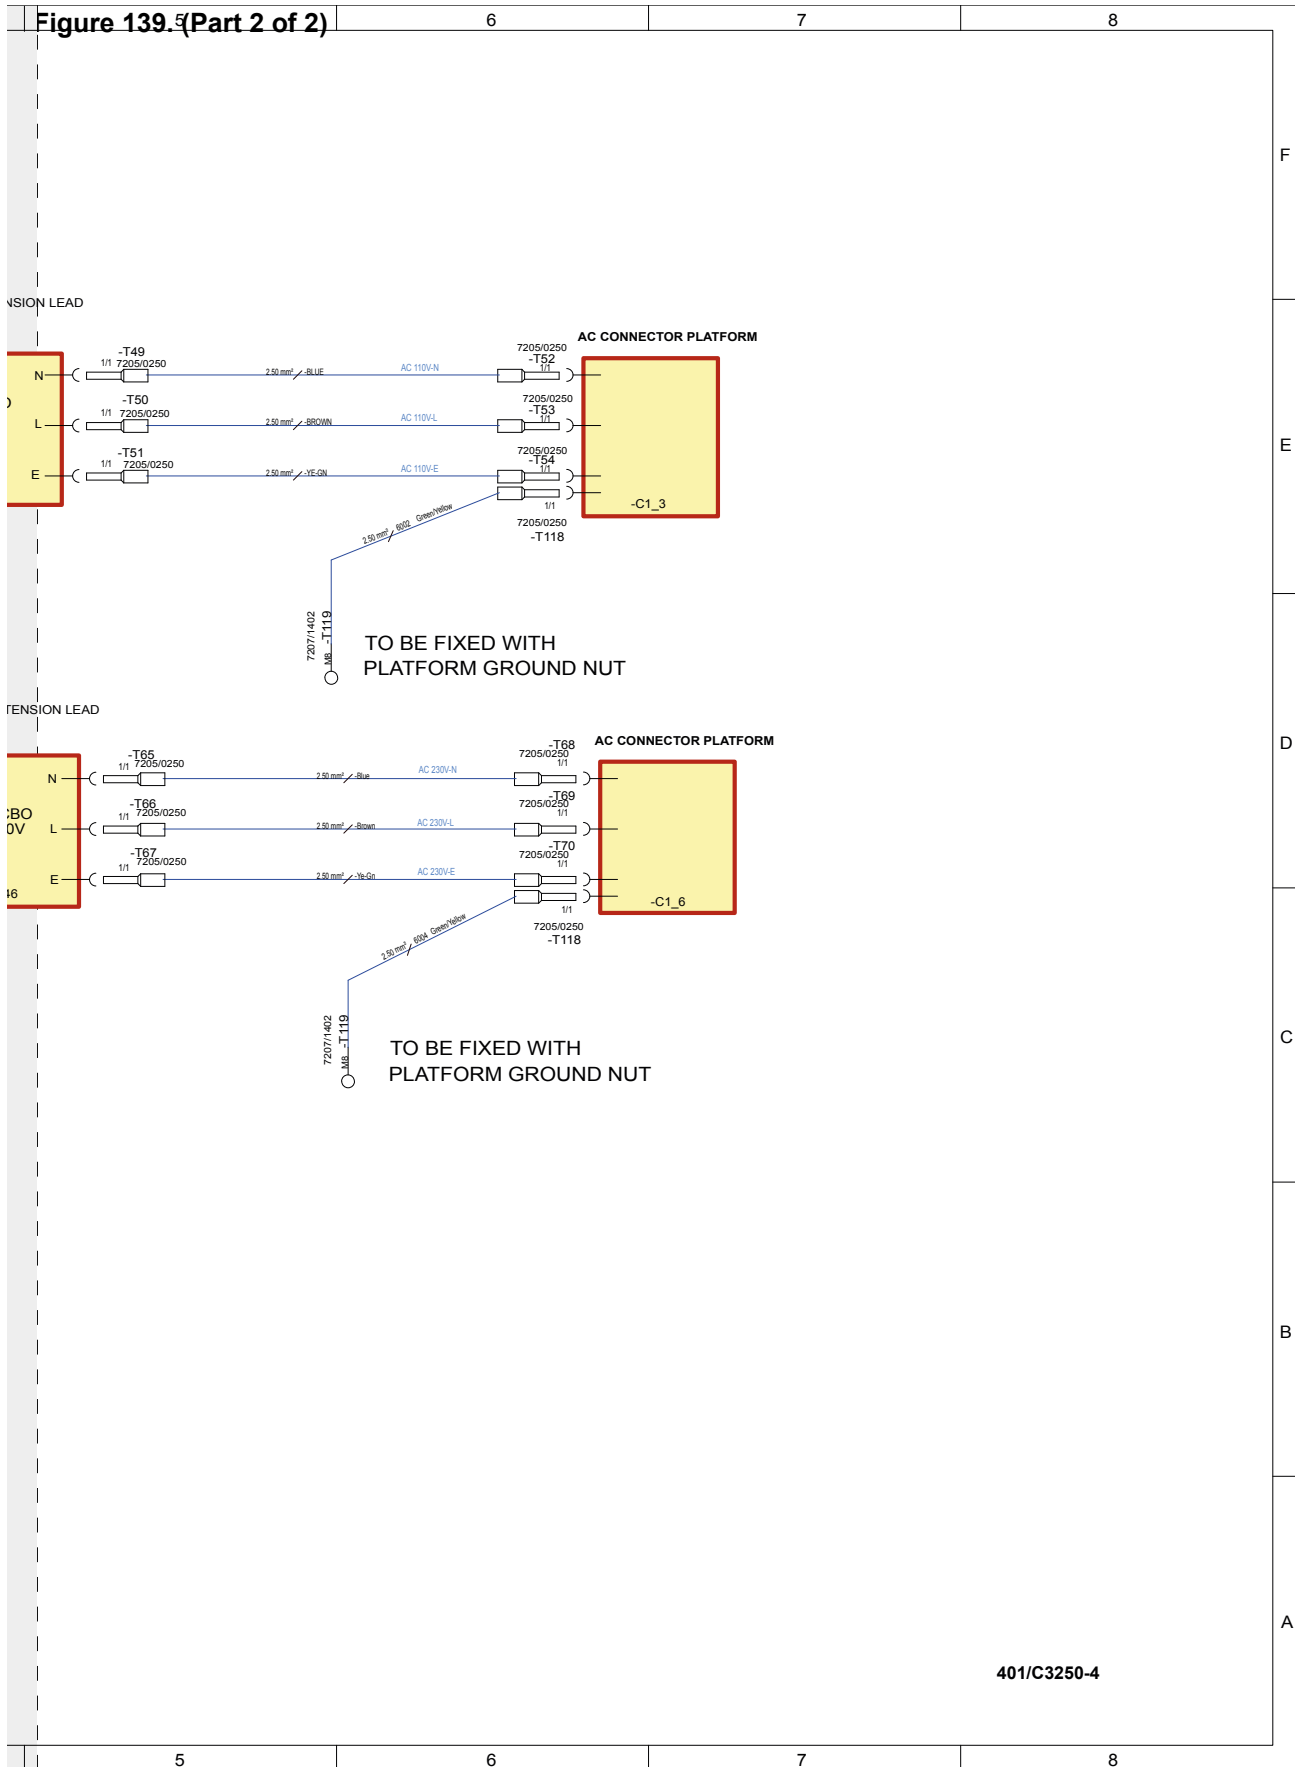 Figure 139. (Part 2 of 2)
5 6 7 8
F
NSION LEAD
AC CONNECTOR PLATFORM
-T49
1/1 7205/0250
N
2.50 mm² -BLUE
AC 110V-N
7205/0250
-T52
1/1
-T50
1/1 7205/0250
L
2.50 mm² -BROWN
AC 110V-L
7205/0250
-T53
1/1
E
-T51
1/1 7205/0250
E
2.50 mm² -YE-GN
AC 110V-E
7205/0250
-T54
1/1
-C1_3
1/1
7205/0250
-T118
2.50 mm² 6002 Green/Yellow
7207/1402
M8 -T119
TO BE FIXED WITH
PLATFORM GROUND NUT
TENSION LEAD
D
AC CONNECTOR PLATFORM
-T65
1/1 7205/0250
N
2.50 mm² -Blue
AC 230V-N
-T68
7205/0250
1/1
-T66
1/1 7205/0250
CBO
0V
L
2.50 mm² -Brown
AC 230V-L
-T69
7205/0250
1/1
-T67
1/1 7205/0250
E
46
2.50 mm² -Ye-Gn
AC 230V-E
-T70
7205/0250
1/1
-C1_6
1/1
7205/0250
-T118
2.50 mm² 6004 Green/Yellow
7207/1402
M8 -T119
TO BE FIXED WITH
PLATFORM GROUND NUT
C
B
A
401/C3250-4
5 6 7 8